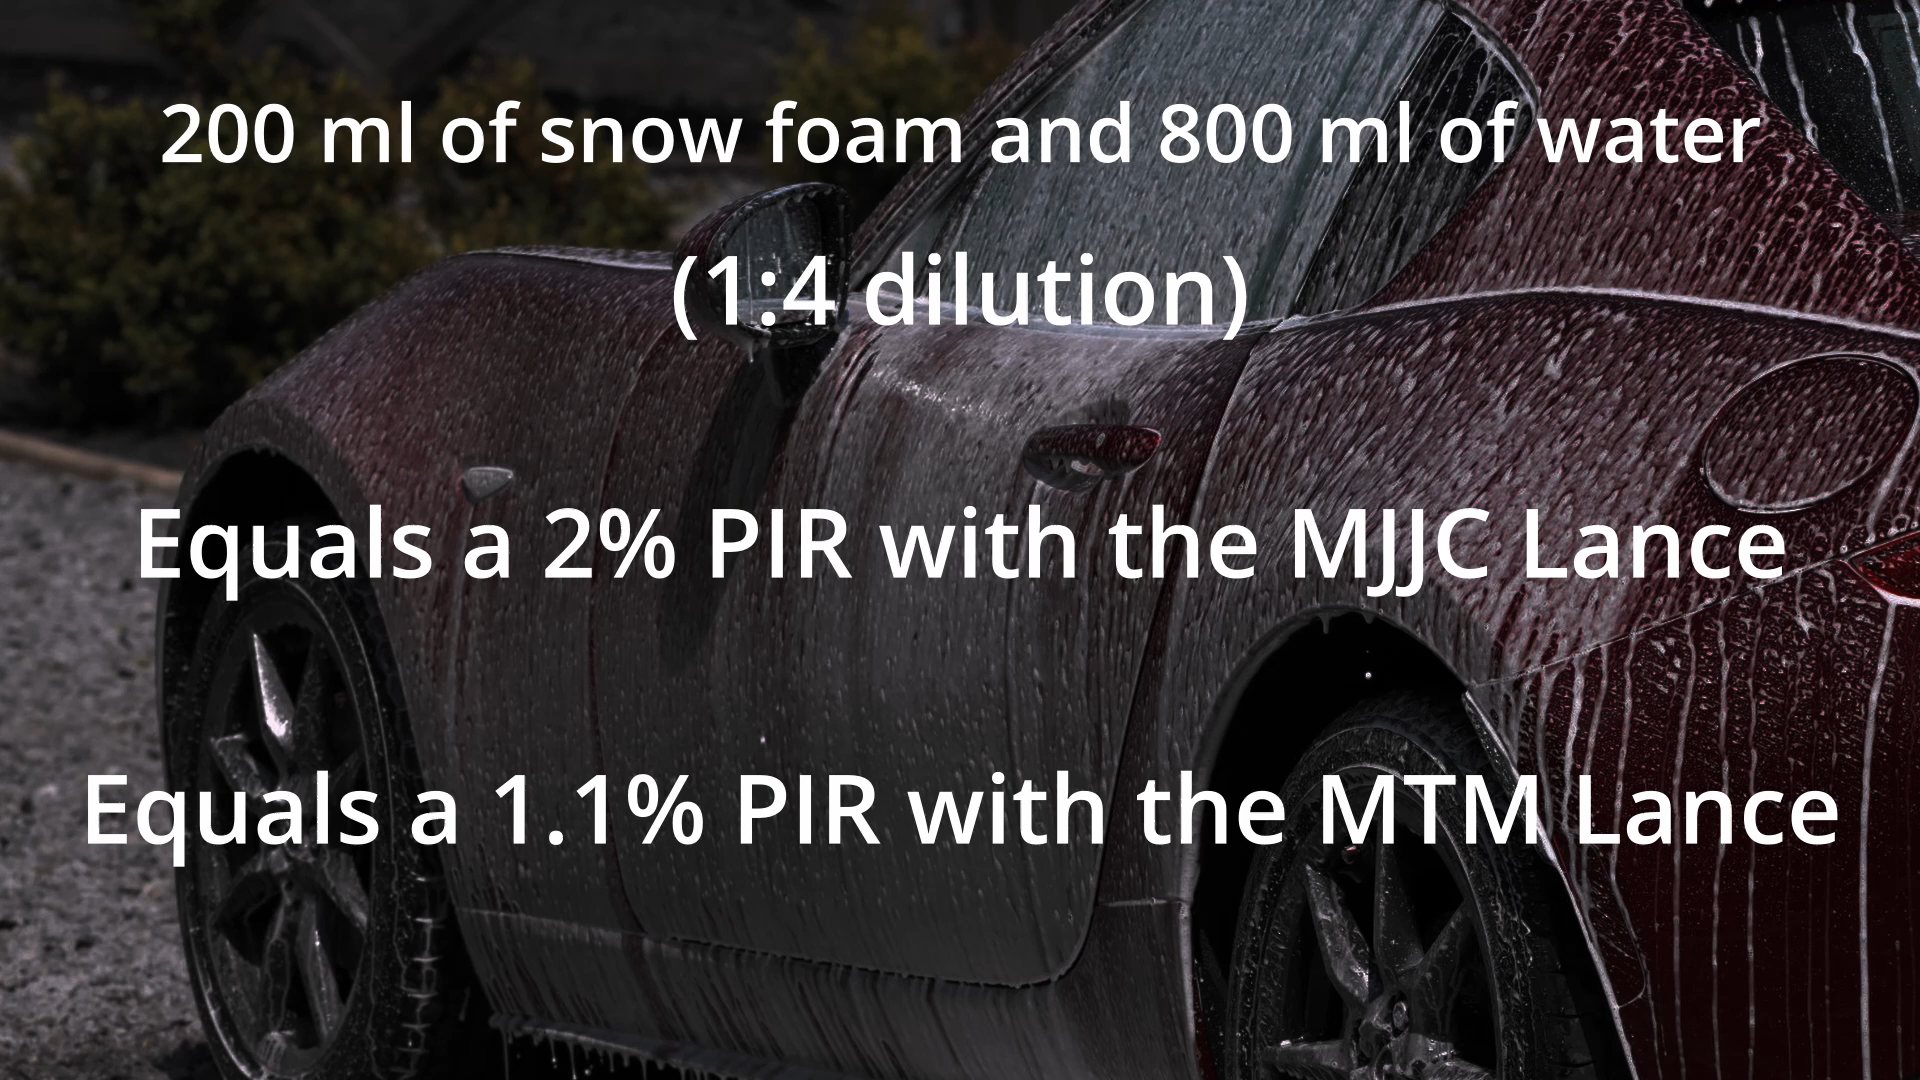 200 ml of snow foam and 800 ml of water
(1:4 dilution)
Equals a 2% PIR with the MJJC Lance
Equals a 1.1% PIR with the MTM Lance